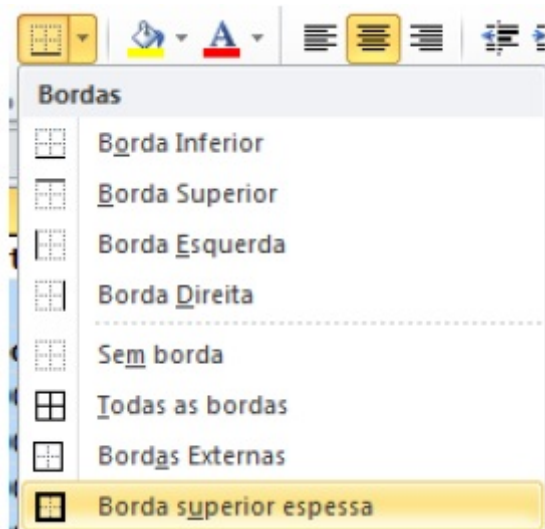 A
Bordas
Borda Inferior
Borda Superior
Borda Esquerda
Borda Direita
Sem borda
Todas as bordas
Bordas Externas
Borda superior espessa